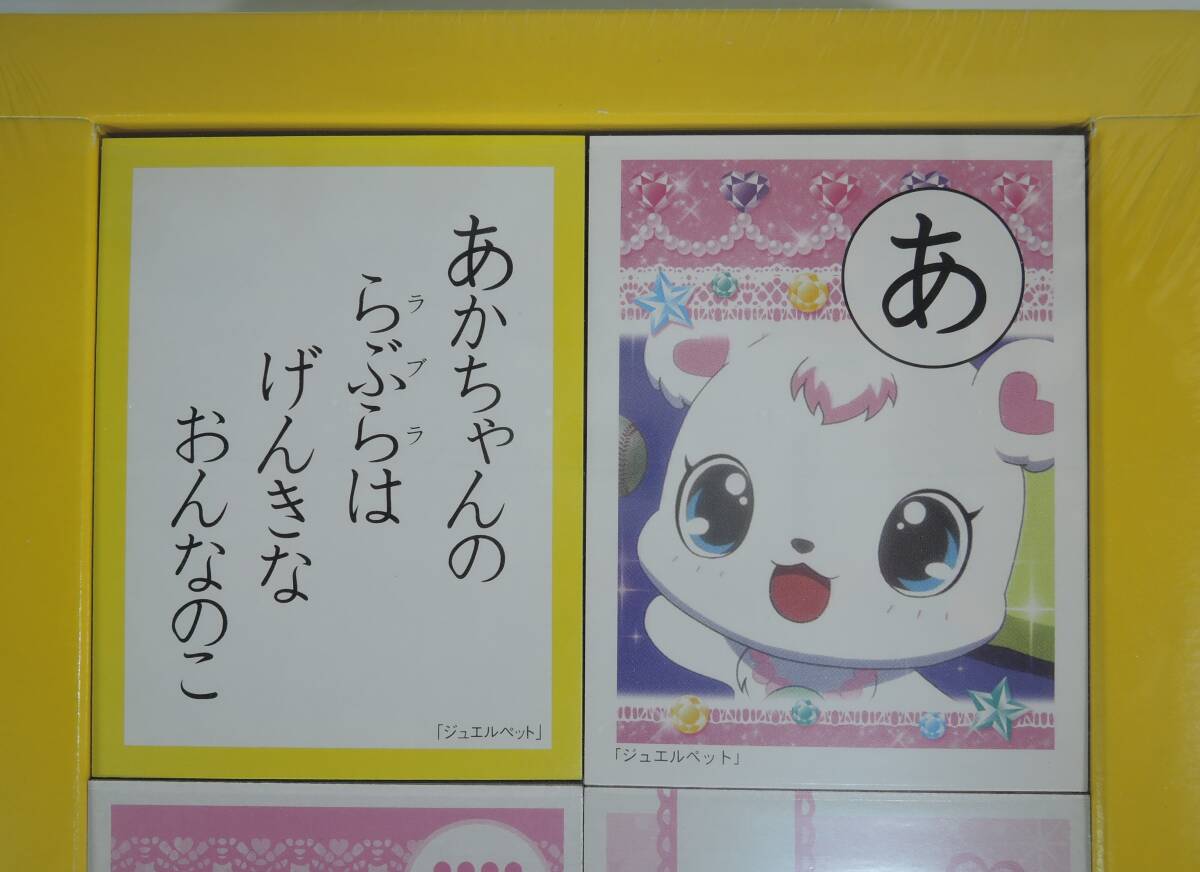 あかちゃんの
らぶらは
ラブラ
げんきな
おんなのこ
「ジュエルペット」
あ
「ジュエルペット」